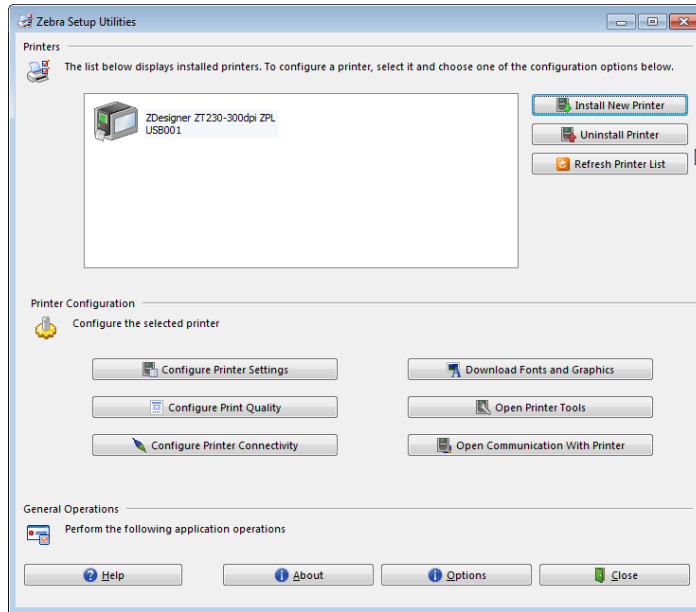 Zebra Setup Utilities
Printers
The list below displays installed printers. To configure a printer, select it and choose one of the configuration options below.
ZDesigner ZT230-300dpi ZPL
USB001
Install New Printer
Uninstall Printer
Refresh Printer List
Printer Configuration
Configure the selected printer
Configure Printer Settings
Download Fonts and Graphics
Configure Print Quality
Open Printer Tools
Configure Printer Connectivity
Open Communication With Printer
General Operations
Perform the following application operations
Help
About
Options
Close